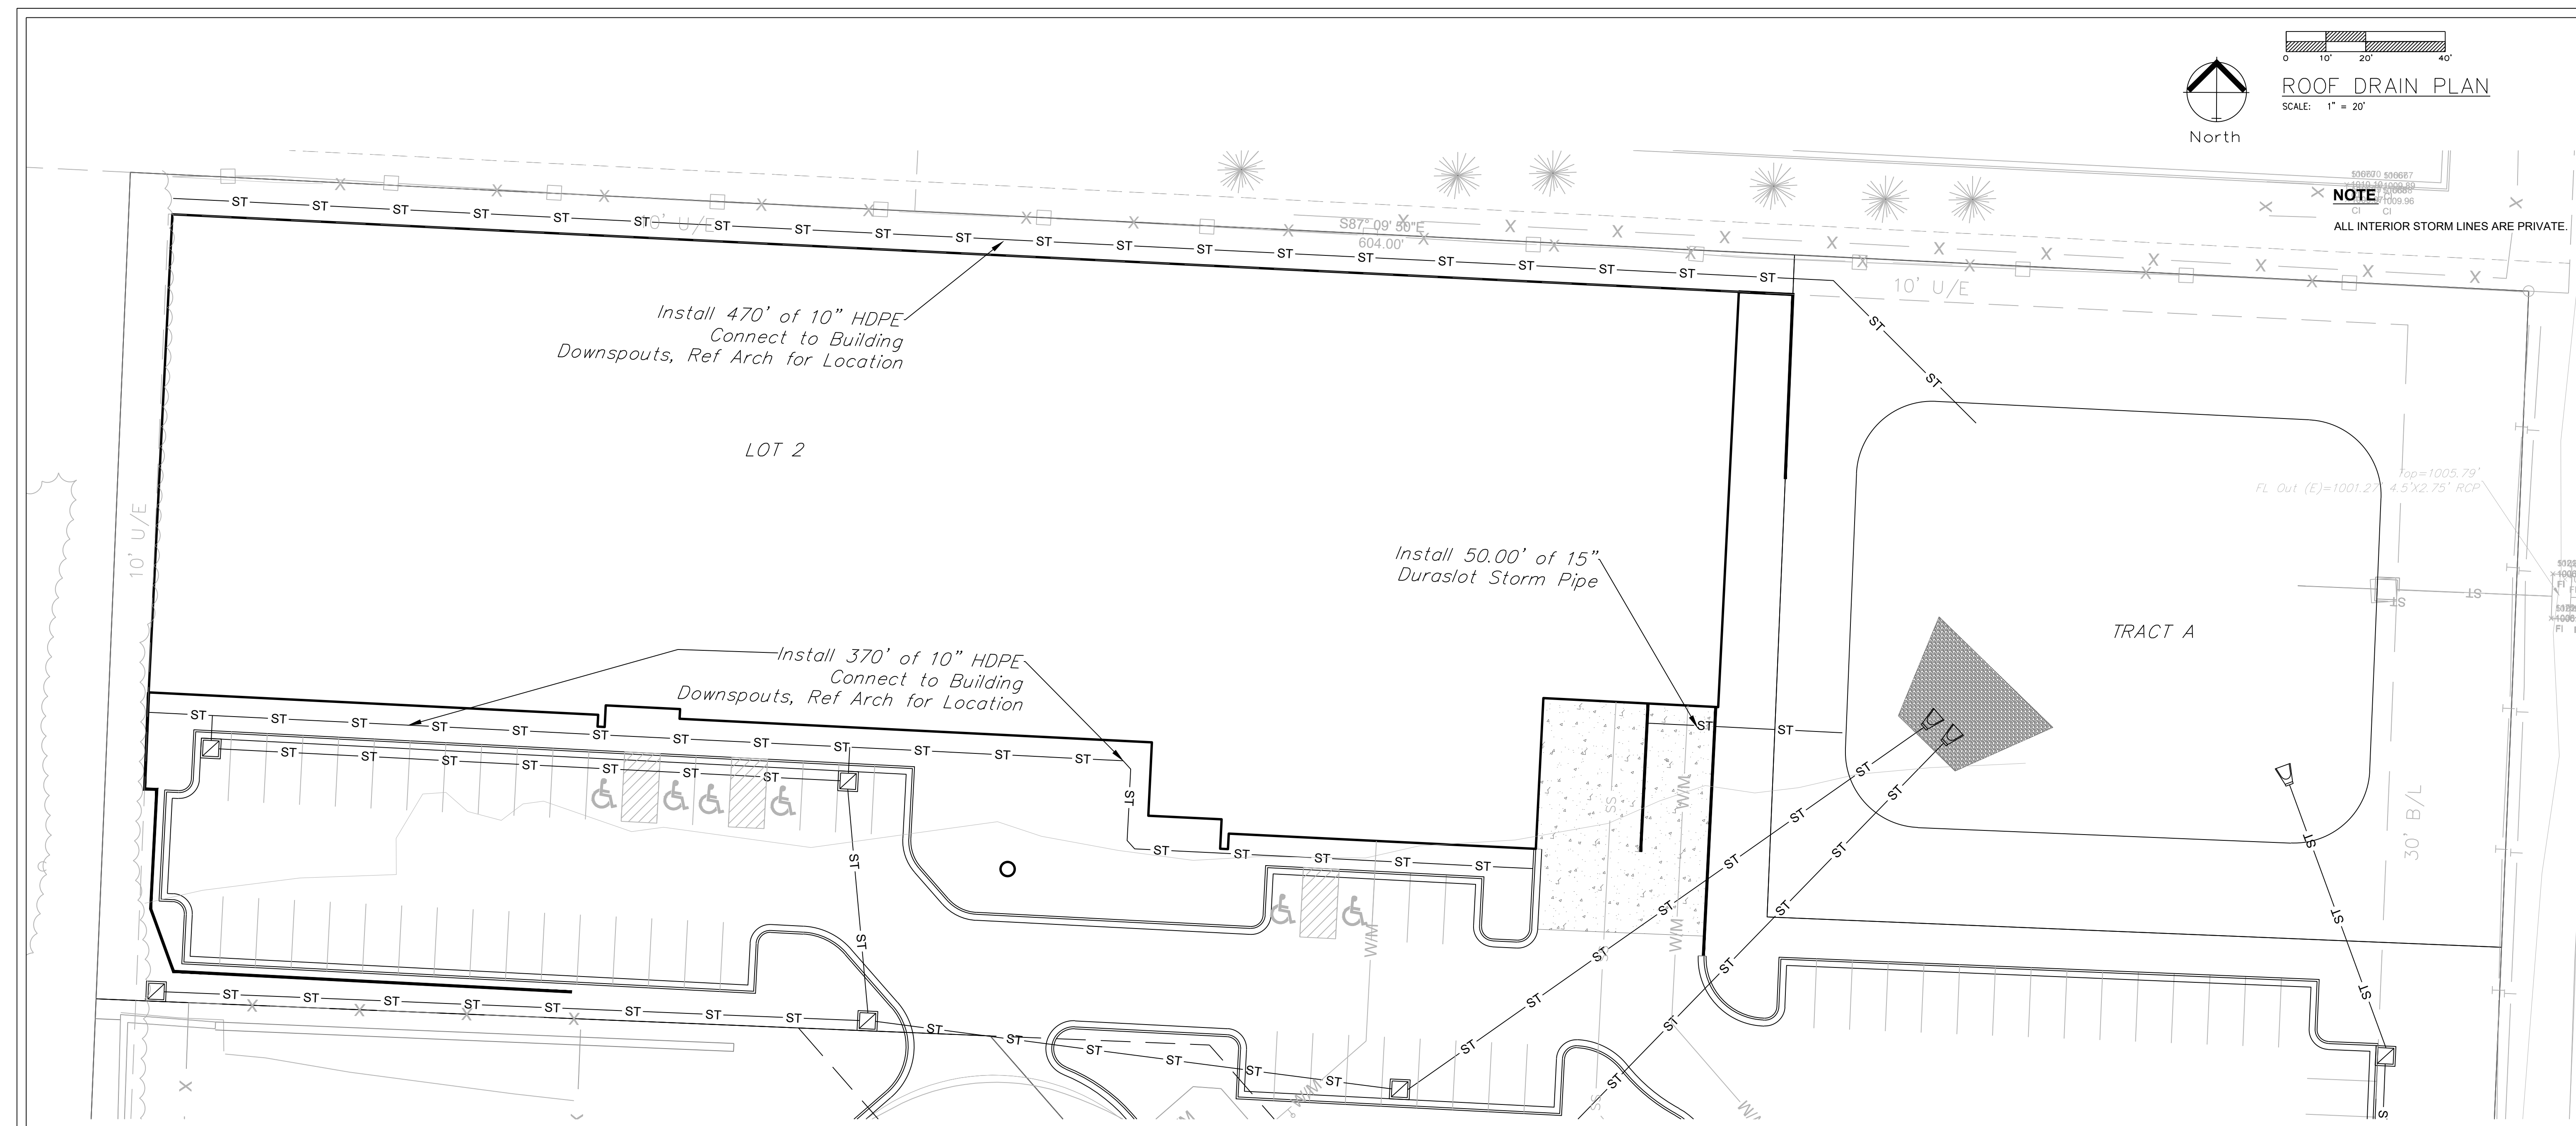 0 10' 20' 40'
ROOF DRAIN PLAN
SCALE: 1" = 20'
North
NOTE
ALL INTERIOR STORM LINES ARE PRIVATE.
10' U/E
S87° 09' 50"E
604.00'
10' U/E
Install 470' of 10" HDPE
Connect to Building
Downspouts, Ref Arch for Location
LOT 2
10' U/E
Top=1005.79'
FL Out (E)=1001.27' 4.5'X2.75' RCP
Install 50.00' of 15"
Duraslot Storm Pipe
TRACT A
Install 370' of 10" HDPE
Connect to Building
Downspouts, Ref Arch for Location
30' B/L
ST
SS
W/M